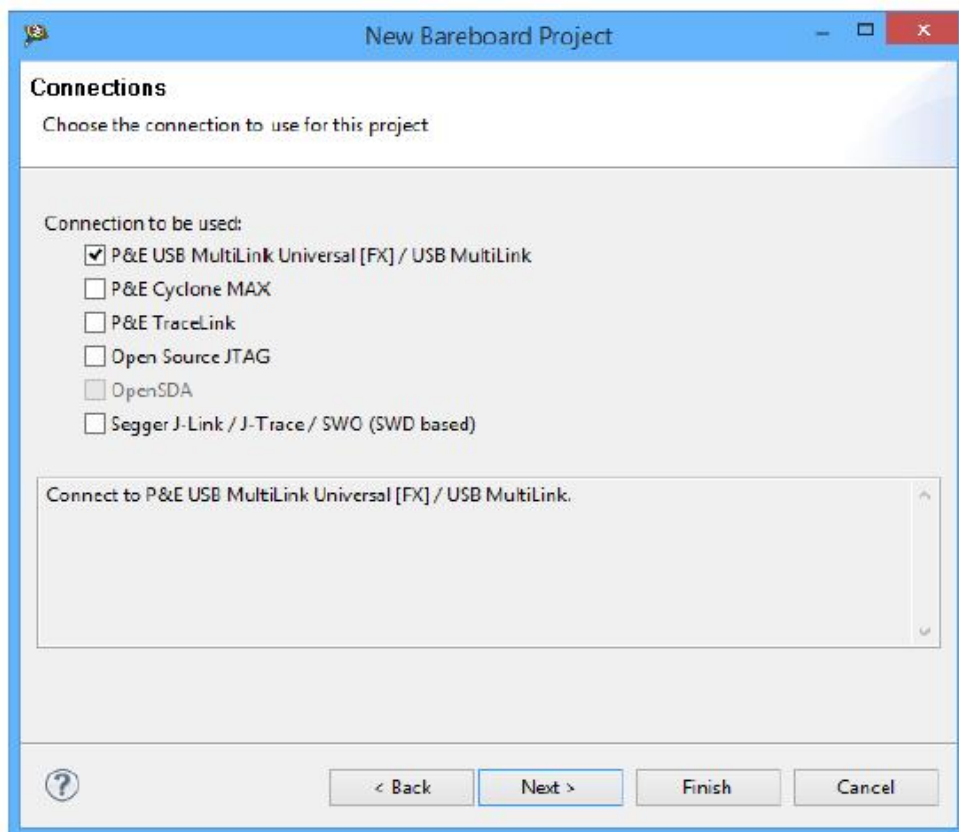 New Bareboard Project
Connections
Choose the connection to use for this project
Connection to be used:
P&E USB MultiLink Universal [FX] / USB MultiLink
P&E Cyclone MAX
P&E TraceLink
Open Source JTAG
OpenSDA
Segger J-Link / J-Trace / SWO (SWD based)
Connect to P&E USB MultiLink Universal [FX] / USB MultiLink.
? < Back Next > Finish Cancel